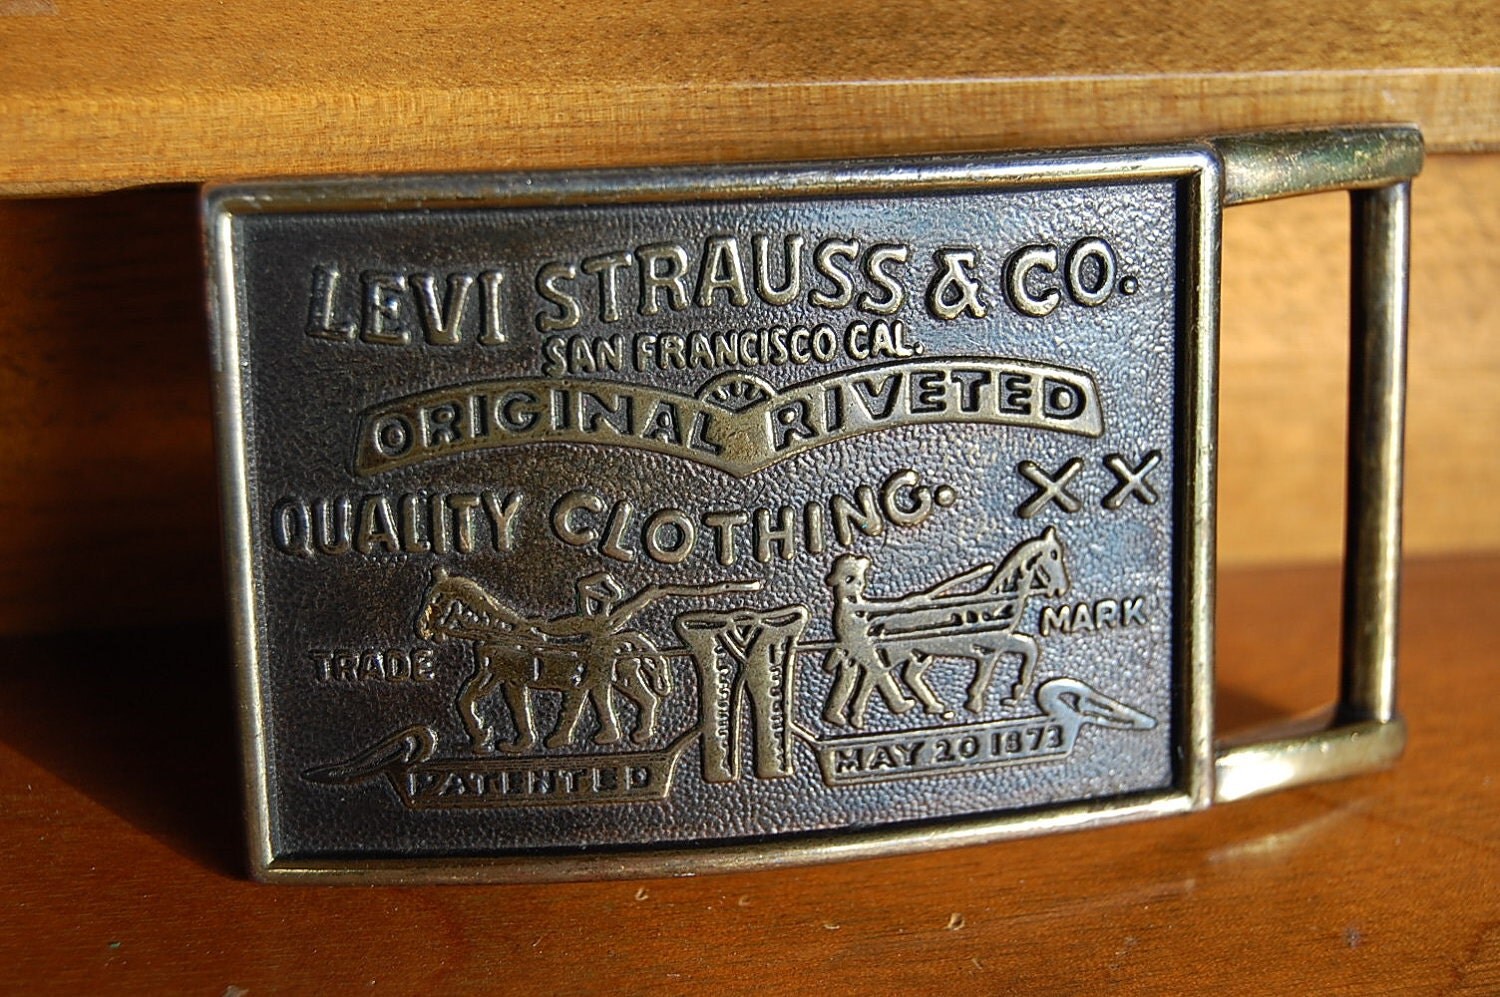 LEVI STRAUSS & CO.
SAN FRANCISCO CAL.
ORIGINAL RIVETED
QUALITY CLOTHING. XX
TRADE MARK
PATENTED MAY 20 1873